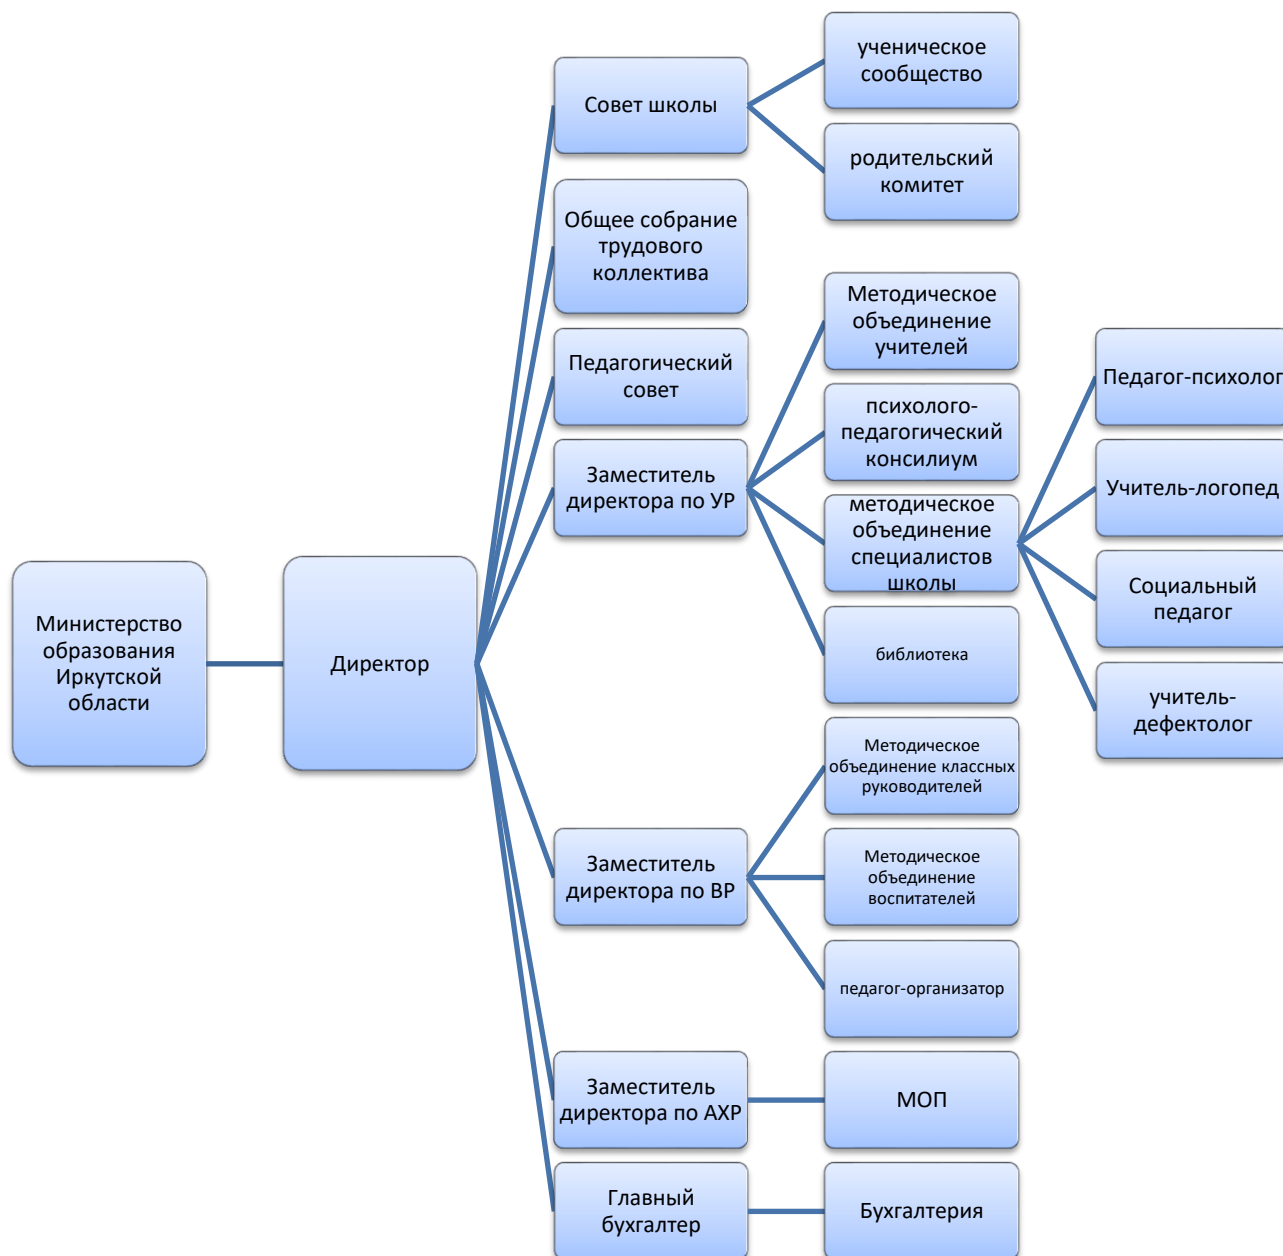 Министерство
образования
Иркутской
области
Директор
Совет школы
ученическое
сообщество
родительский
комитет
Общее собрание
трудового
коллектива
Педагогический
совет
Заместитель
директора по УР
Методическое
объединение
учителей
психолого-
педагогический
консилиум
методическое
объединение
специалистов
школы
Педагог-психолог
Учитель-логопед
Социальный
педагог
учитель-
дефектолог
библиотека
Заместитель
директора по ВР
Методическое
объединение классных
руководителей
Методическое
объединение
воспитателей
педагог-организатор
Заместитель
директора по АХР
МОП
Главный
бухгалтер
Бухгалтерия